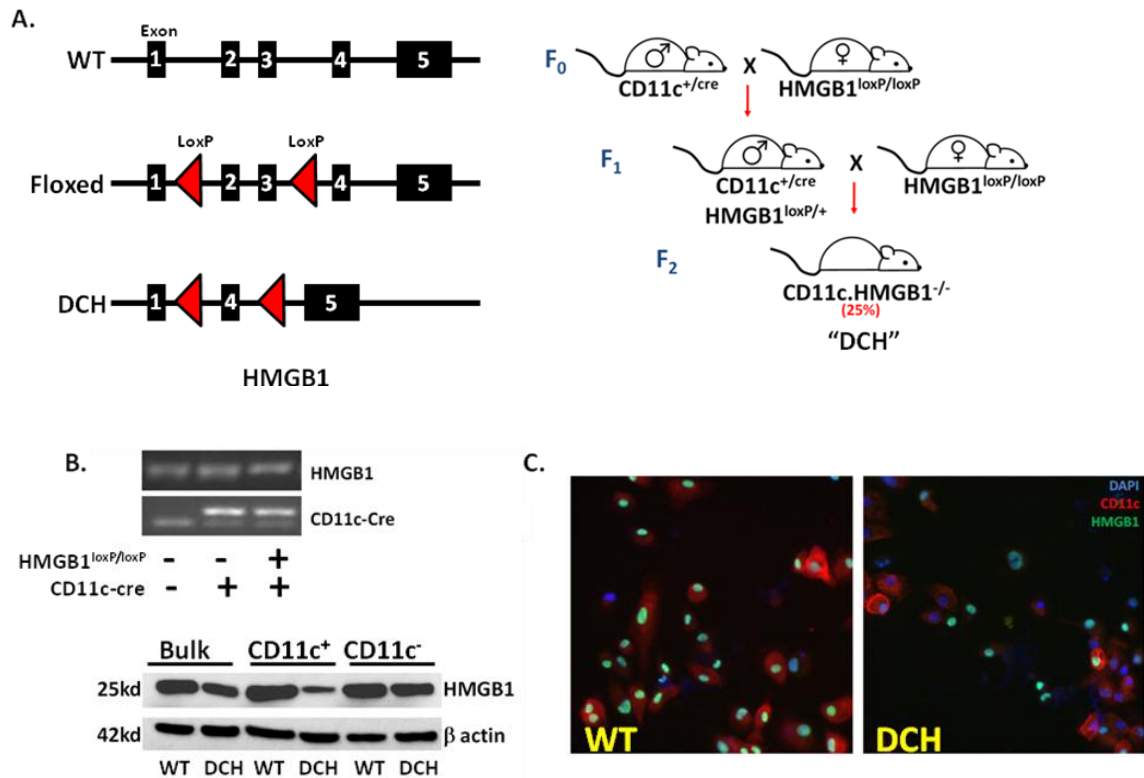 A.
Exon
WT 1 2 3 4 5
LoxP LoxP
Floxed 1 2 3 4 5
DCH 1 4 5
HMGB1
F0 ♂ X ♀
CD11c+/cre HMGB1loxP/loxP
F1 ♂ X ♀
CD11c+/cre HMGB1loxP/loxP
HMGB1loxP/+
F2
CD11c.HMGB1-/-
(25%)
“DCH”
B.
HMGB1
CD11c-Cre
HMGB1loxP/loxP - - +
CD11c-cre - + +
Bulk CD11c+ CD11c-
25kd HMGB1
42kd β actin
WT DCH WT DCH WT DCH
C.
DAPI
CD11c
HMGB1
WT DCH